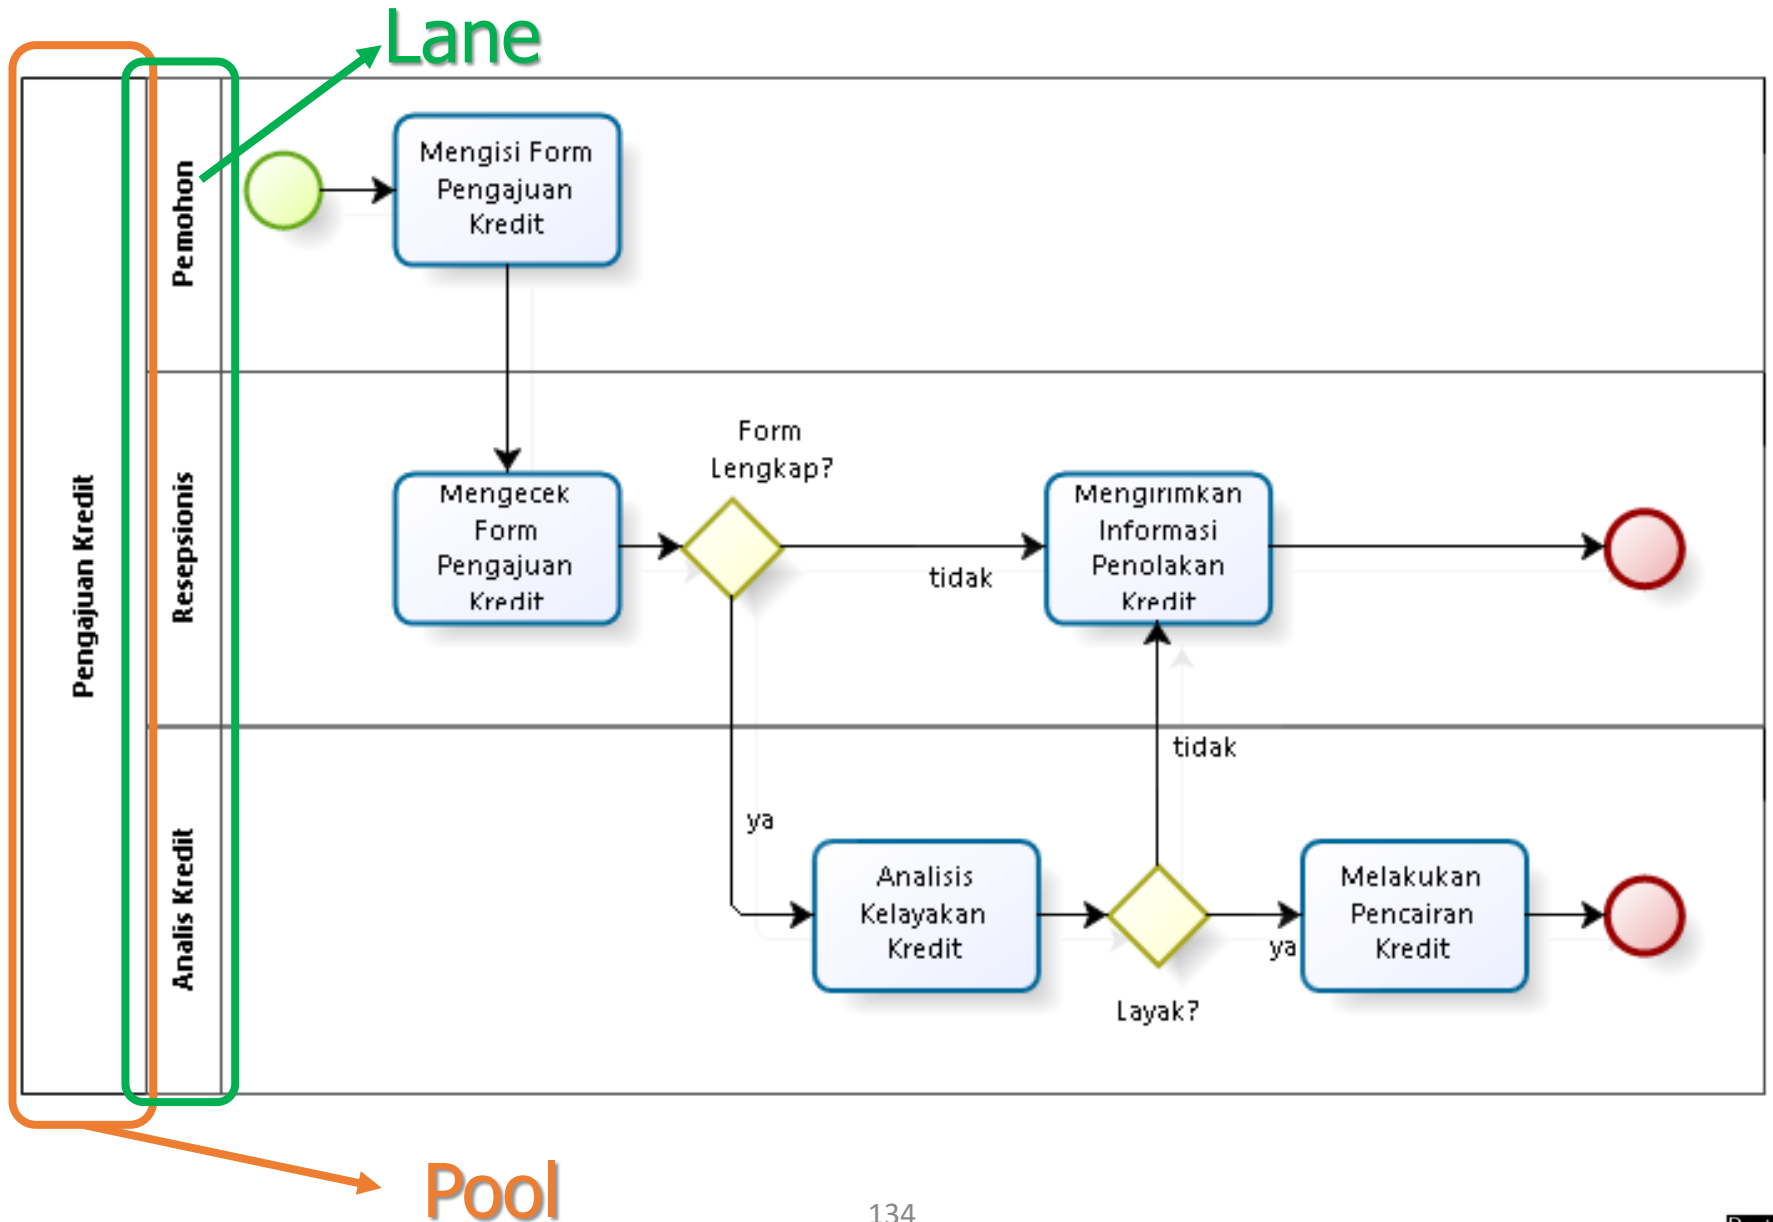 Lane
Pengajuan Kredit
Pemohon
Mengisi Form
Pengajuan
Kredit
Resepsionis
Mengecek
Form
Pengajuan
Kredit
Form
Lengkap?
tidak
Mengirimkan
Informasi
Penolakan
Kredit
tidak
Analis Kredit
ya
Analisis
Kelayakan
Kredit
Layak?
ya
Melakukan
Pencairan
Kredit
Pool
134